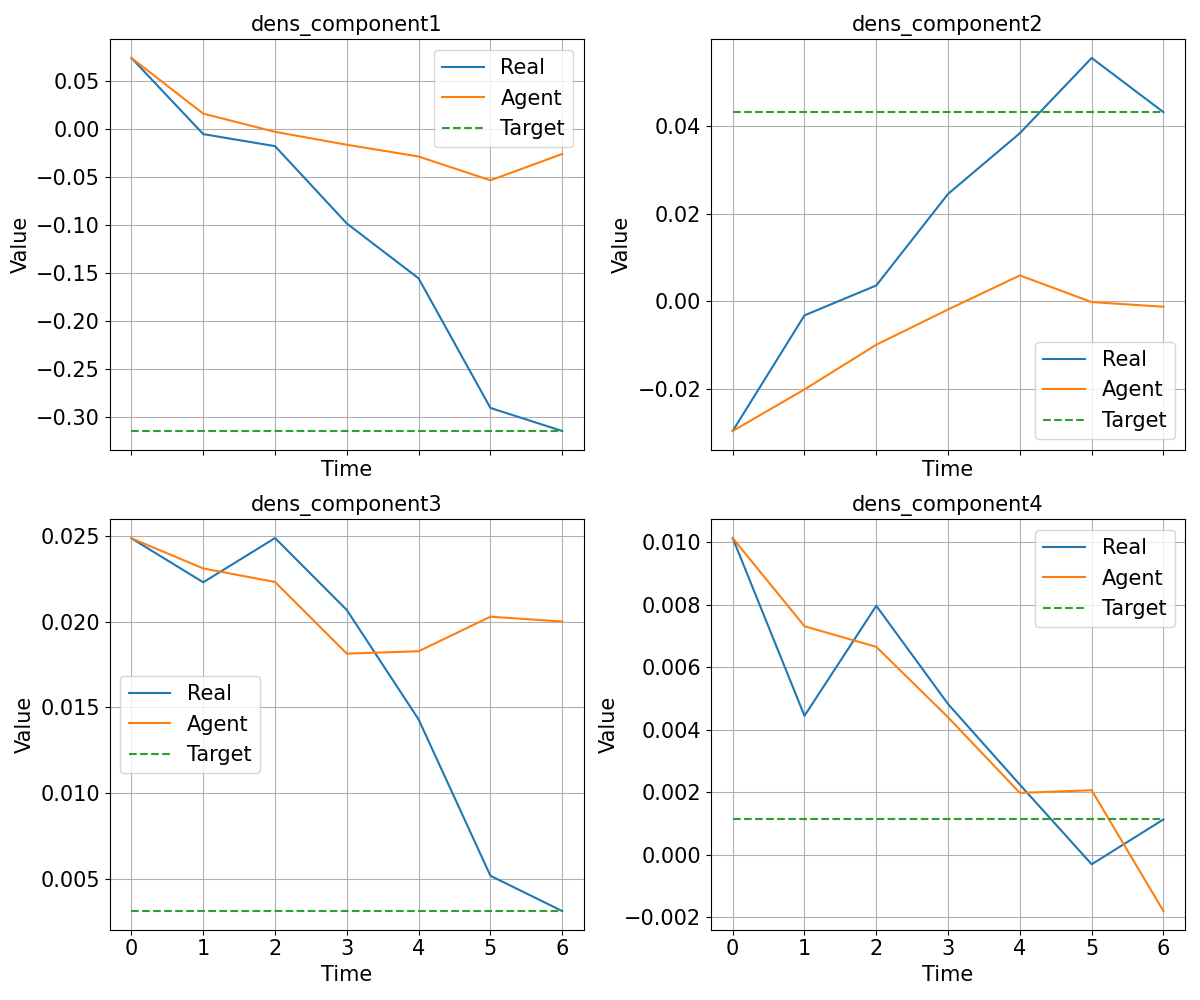 dens_component1
Value
0.05
0.00
−0.05
−0.10
−0.15
−0.20
−0.25
−0.30
Real
Agent
Target
Time
dens_component2
Value
0.04
0.02
0.00
−0.02
Real
Agent
Target
Time
dens_component3
Value
0.025
0.020
0.015
0.010
0.005
Real
Agent
Target
0 1 2 3 4 5 6
Time
dens_component4
Value
0.010
0.008
0.006
0.004
0.002
0.000
−0.002
Real
Agent
Target
0 1 2 3 4 5 6
Time